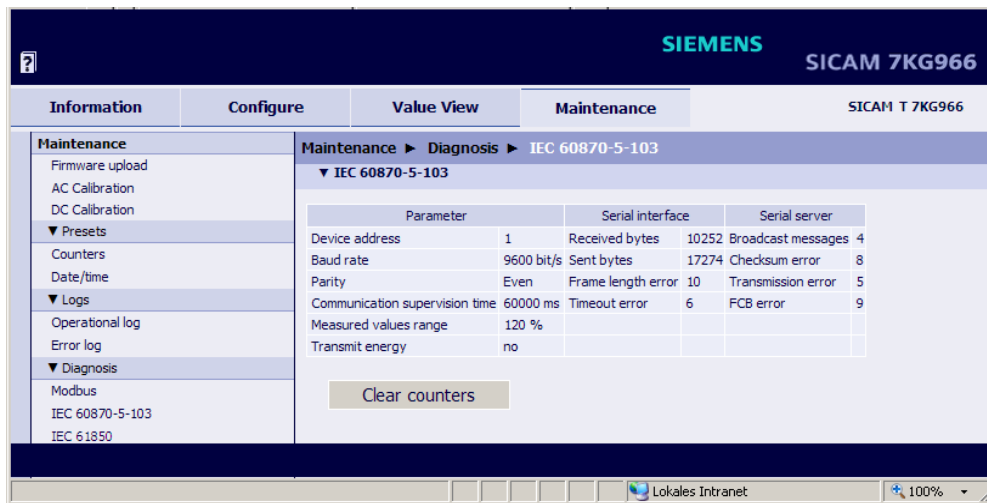 SIEMENS
?
SICAM 7KG966
Information Configure Value View Maintenance SICAM T 7KG966
Maintenance
Firmware upload
AC Calibration
DC Calibration
▼ Presets
Counters
Date/time
▼ Logs
Operational log
Error log
▼ Diagnosis
Modbus
IEC 60870-5-103
IEC 61850
Maintenance ► Diagnosis ► IEC 60870-5-103
▼ IEC 60870-5-103
Parameter Serial interface Serial server
Device address 1 Received bytes 10252 Broadcast messages 4
Baud rate 9600 bit/s Sent bytes 17274 Checksum error 8
Parity Even Frame length error 10 Transmission error 5
Communication supervision time 60000 ms Timeout error 6 FCB error 9
Measured values range 120 %
Transmit energy no
Clear counters
Lokales Intranet 100%